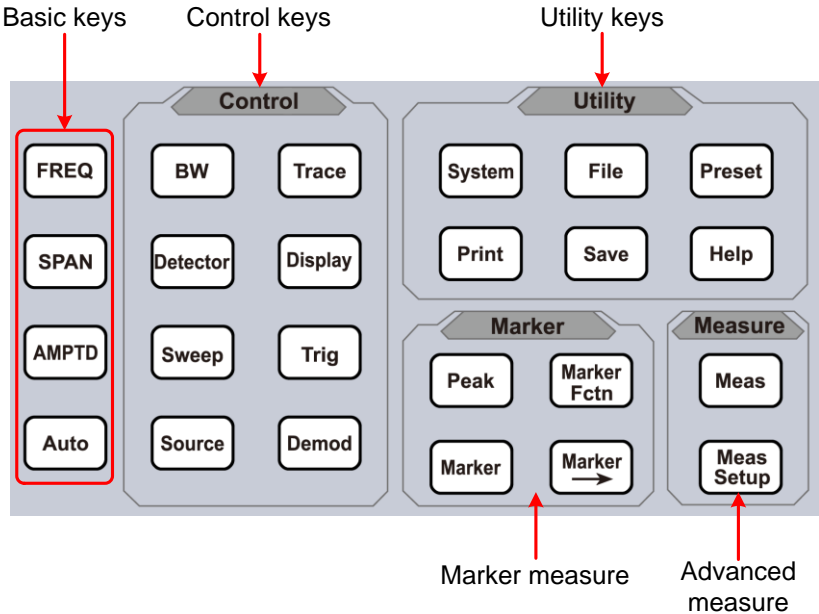 Basic keys
Control keys
Utility keys
Control
Utility
FREQ
BW
Trace
System
File
Preset
SPAN
Detector
Display
Print
Save
Help
Marker
Measure
AMPTD
Sweep
Trig
Peak
Marker
Fctn
Meas
Auto
Source
Demod
Marker
Marker
→
Meas
Setup
Marker measure
Advanced
measure